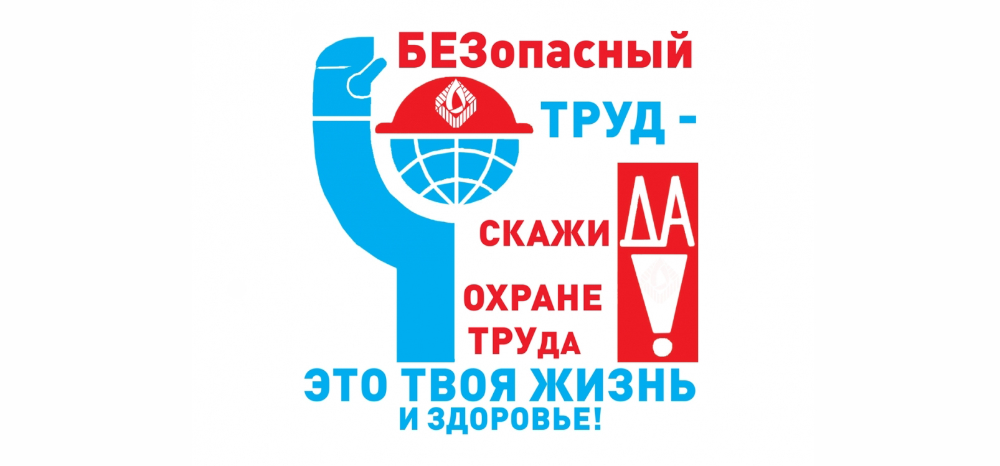 БЕЗопасный
ТРУД -
СКАЖИ ДА
ОХРАНЕ
ТРУДА
ЭТО ТВОЯ ЖИЗНЬ
И ЗДОРОВЬЕ!